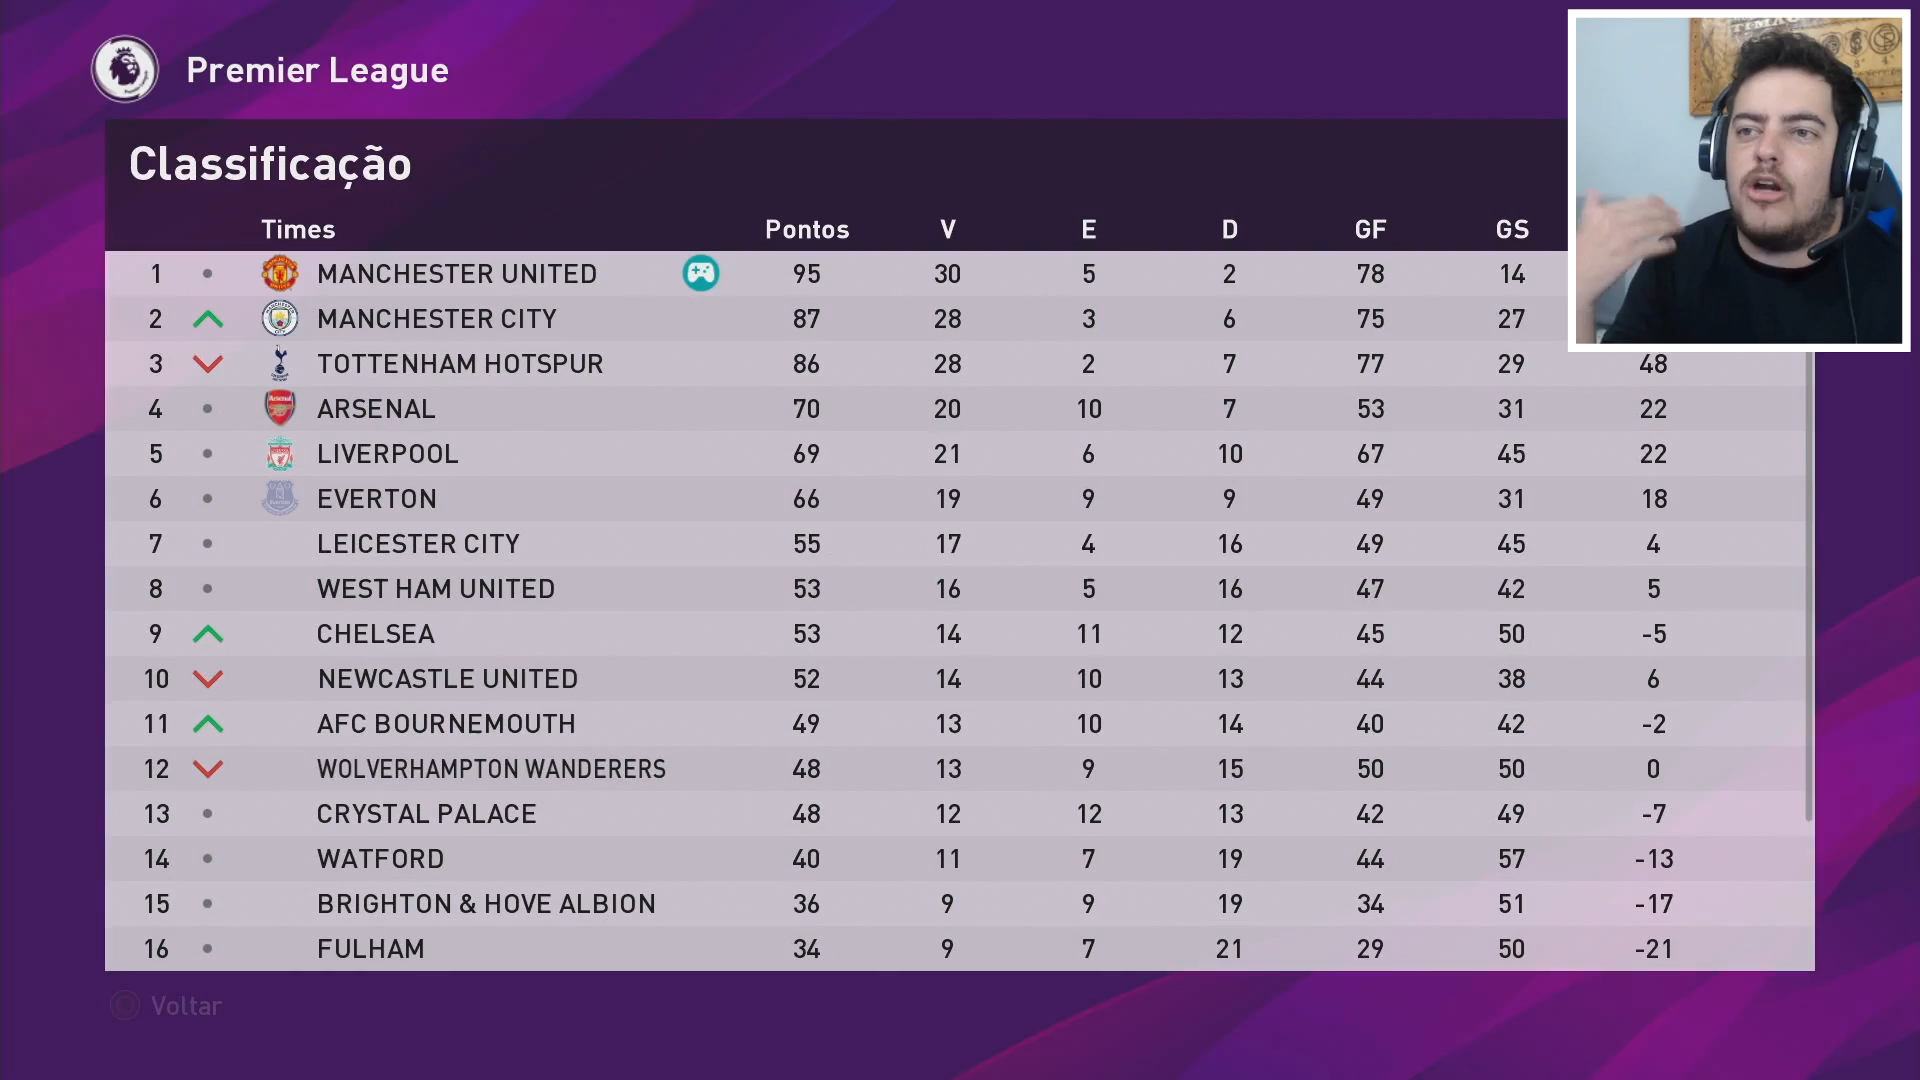 Premier League
Classificação
Times Pontos V E D GF GS
1 MANCHESTER UNITED 95 30 5 2 78 14
2 MANCHESTER CITY 87 28 3 6 75 27
3 TOTTENHAM HOTSPUR 86 28 2 7 77 29 48
4 ARSENAL 70 20 10 7 53 31 22
5 LIVERPOOL 69 21 6 10 67 45 22
6 EVERTON 66 19 9 9 49 31 18
7 LEICESTER CITY 55 17 4 16 49 45 4
8 WEST HAM UNITED 53 16 5 16 47 42 5
9 CHELSEA 53 14 11 12 45 50 -5
10 NEWCASTLE UNITED 52 14 10 13 44 38 6
11 AFC BOURNEMOUTH 49 13 10 14 40 42 -2
12 WOLVERHAMPTON WANDERERS 48 13 9 15 50 50 0
13 CRYSTAL PALACE 48 12 12 13 42 49 -7
14 WATFORD 40 11 7 19 44 57 -13
15 BRIGHTON & HOVE ALBION 36 9 9 19 34 51 -17
16 FULHAM 34 9 7 21 29 50 -21
Voltar